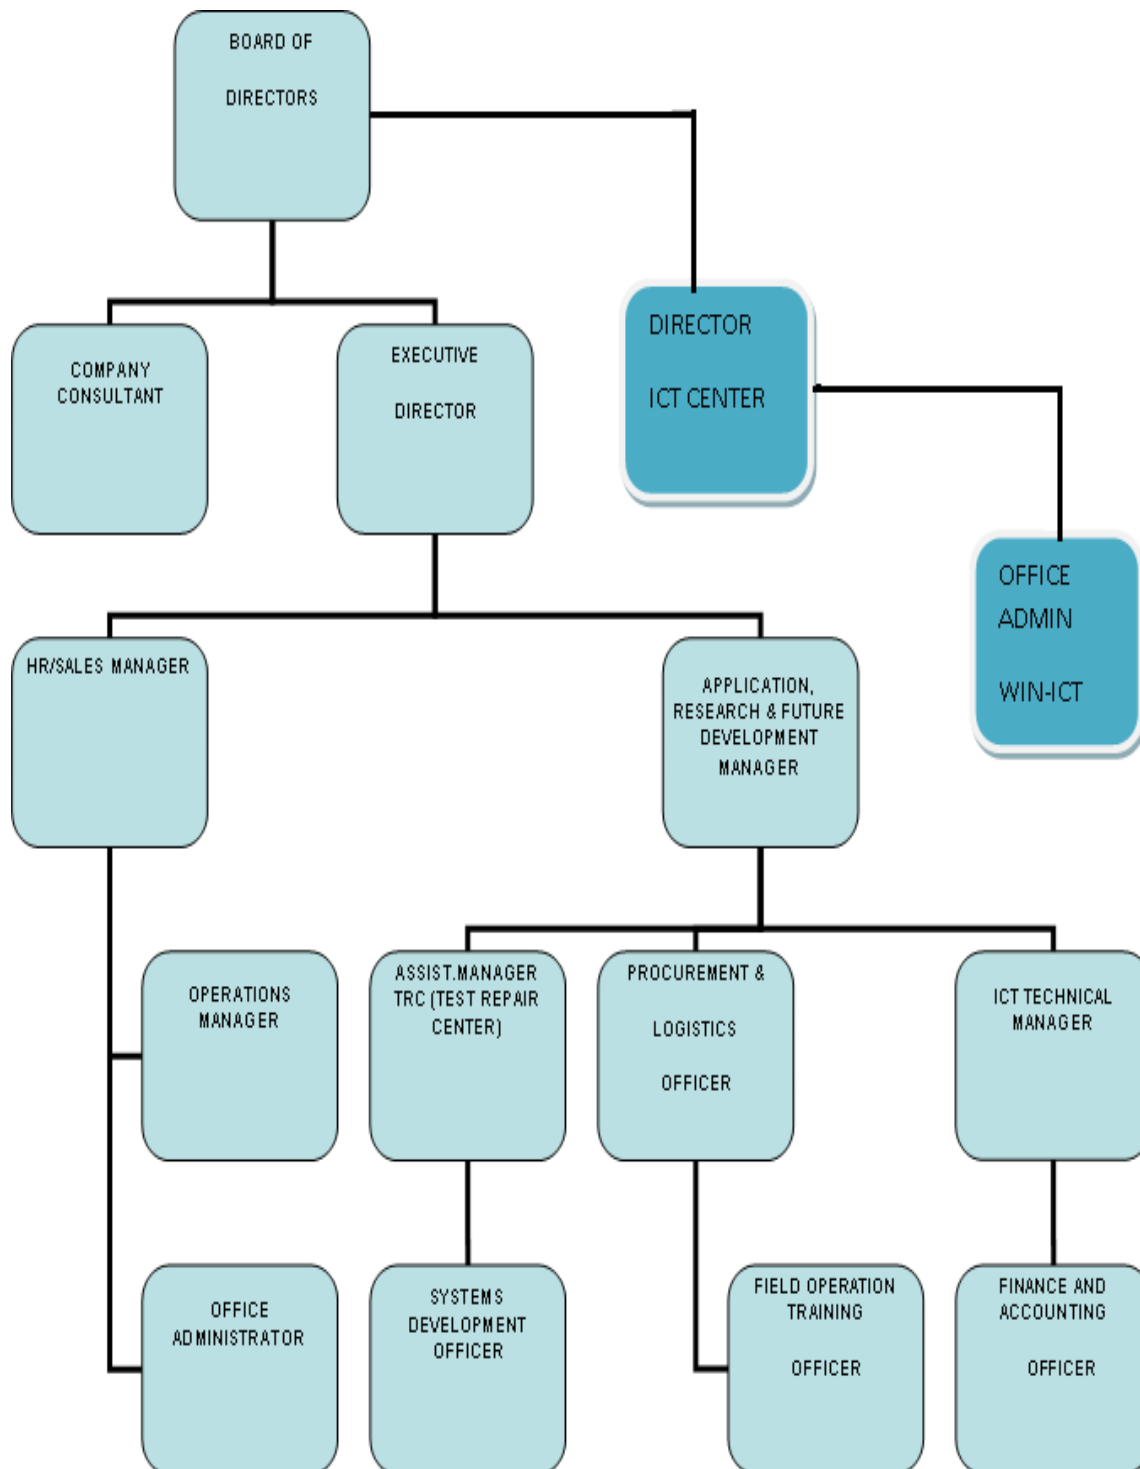 BOARD OF
DIRECTORS
COMPANY
CONSULTANT
EXECUTIVE
DIRECTOR
DIRECTOR
ICT CENTER
OFFICE
ADMIN
WIN-ICT
HR/SALES MANAGER
APPLICATION,
RESEARCH & FUTURE
DEVELOPMENT
MANAGER
OPERATIONS
MANAGER
ASSIST.MANAGER
TRC (TEST REPAIR
CENTER)
PROCUREMENT &
LOGISTICS
OFFICER
ICT TECHNICAL
MANAGER
OFFICE
ADMINISTRATOR
SYSTEMS
DEVELOPMENT
OFFICER
FIELD OPERATION
TRAINING
OFFICER
FINANCE AND
ACCOUNTING
OFFICER